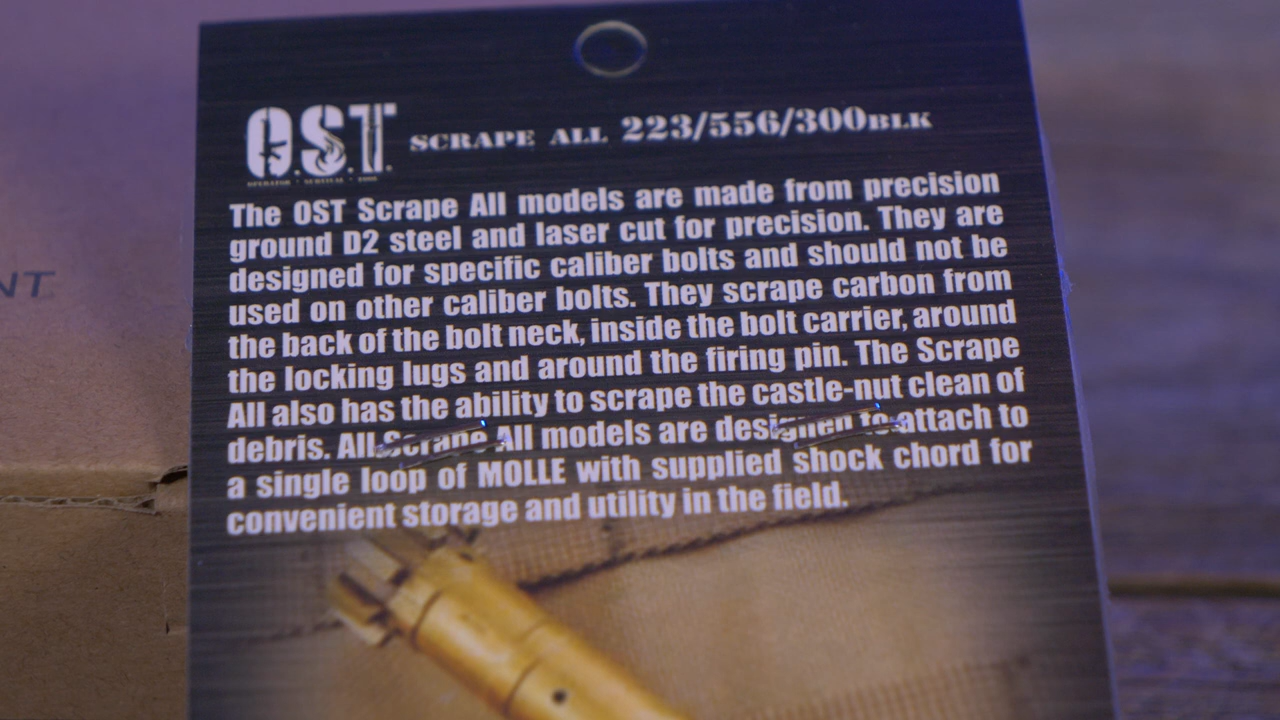 O.S.T. SCRAPE ALL 223/556/300BLK
The OST Scrape All models are made from precision
ground D2 steel and laser cut for precision. They are
designed for specific caliber bolts and should not be
used on other caliber bolts. They scrape carbon from
the back of the bolt neck, inside the bolt carrier, around
the locking lugs and around the firing pin. The Scrape
All also has the ability to scrape the castle-nut clean of
debris. All Scrape All models are designed to attach to
a single loop of MOLLE with supplied shock chord for
convenient storage and utility in the field.
NT